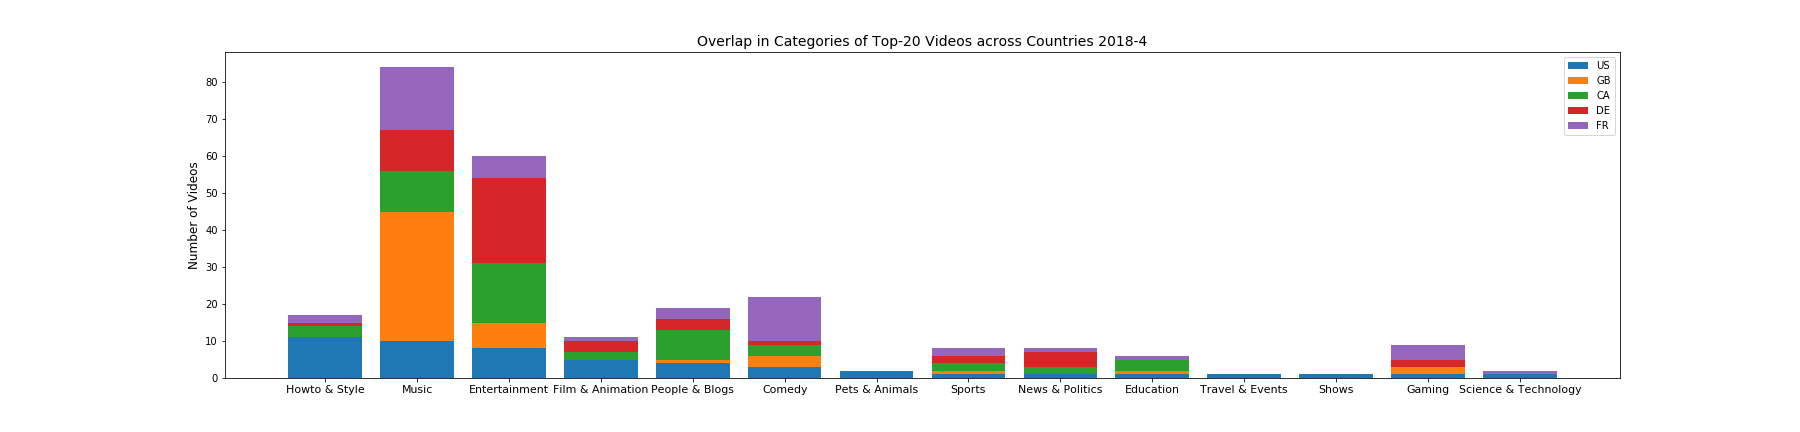 Overlap in Categories of Top-20 Videos across Countries 2018-4
US
GB
CA
DE
FR
Number of Videos
80
70
60
50
40
30
20
10
0
Howto & Style Music Entertainment Film & Animation People & Blogs Comedy Pets & Animals Sports News & Politics Education Travel & Events Shows Gaming Science & Technology